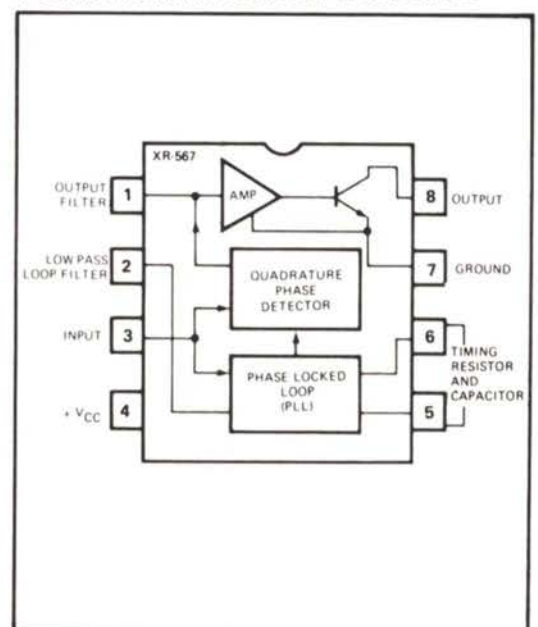 XR-567
OUTPUT
FILTER
1
AMP
8
OUTPUT
LOW PASS
LOOP FILTER
2
7
GROUND
QUADRATURE
PHASE
DETECTOR
INPUT
3
6
TIMING
RESISTOR
AND
CAPACITOR
PHASE LOCKED
LOOP
(PLL)
+ VCC
4
5